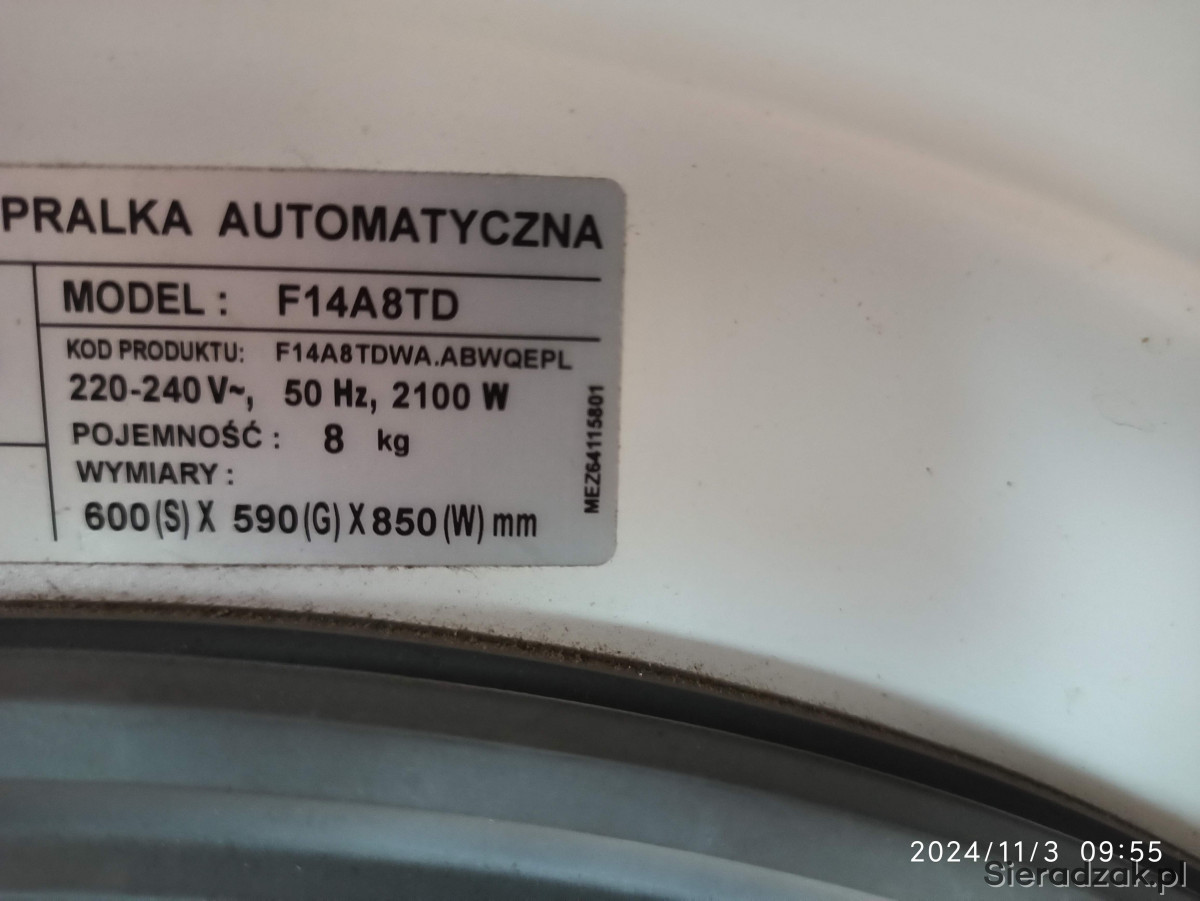 PRALKA AUTOMATYCZNA
MODEL : F14A8TD
KOD PRODUKTU: F14A8TDWA.ABWQEPL
220-240 V~, 50 Hz, 2100 W
POJEMNOŚĆ : 8 kg
WYMIARY :
600(S) X 590(G) X 850(W) mm
MEZ64115801
2024/11/3 09:55
Sieradzak.pl